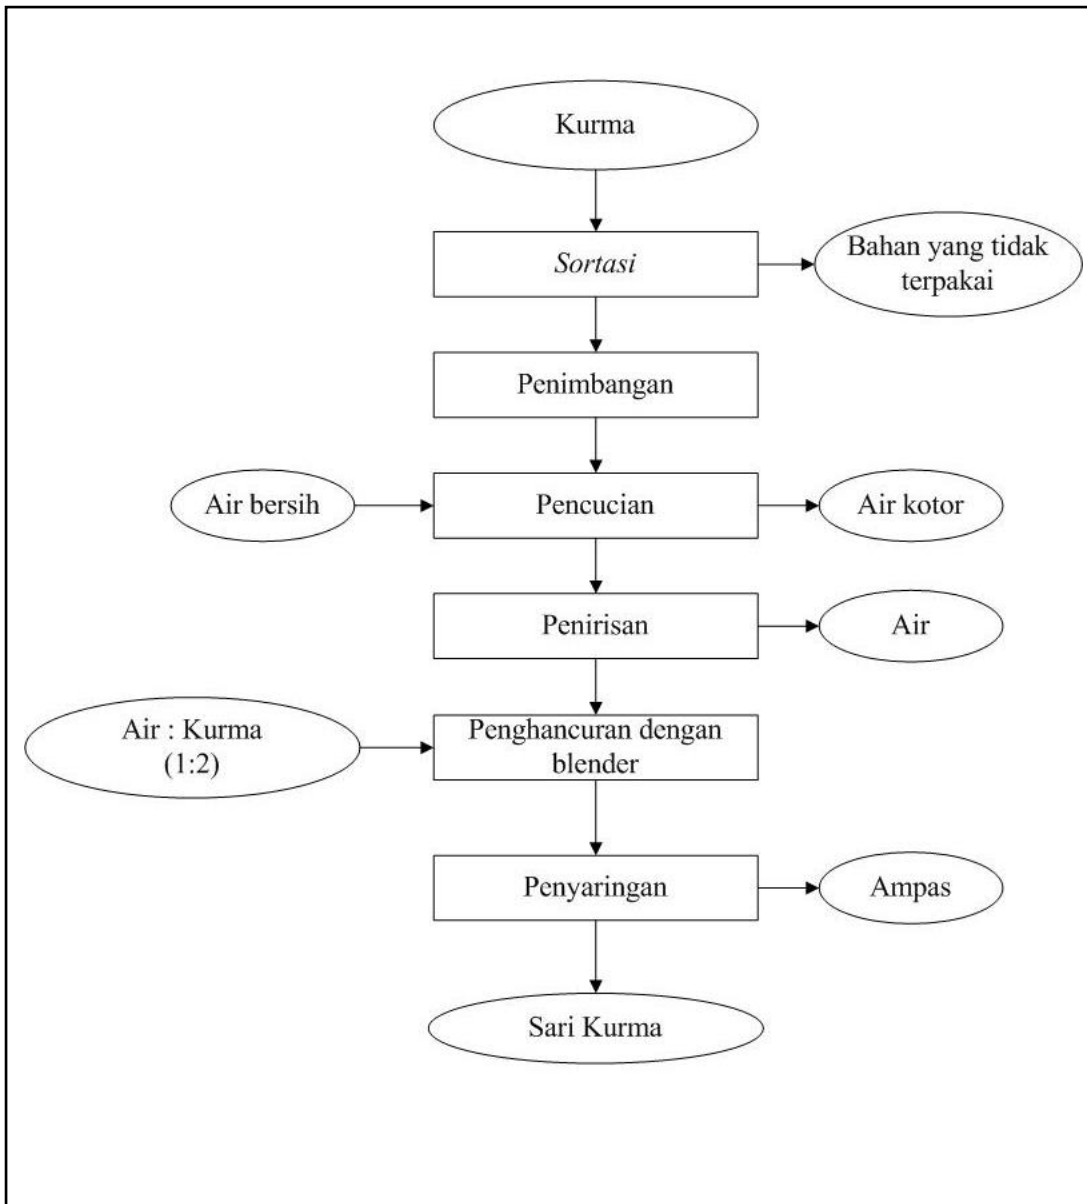 Kurma
Sortasi
Bahan yang tidak
terpakai
Penimbangan
Air bersih
Pencucian
Air kotor
Penirisan
Air
Air : Kurma
(1:2)
Penghancuran dengan
blender
Penyaringan
Ampas
Sari Kurma